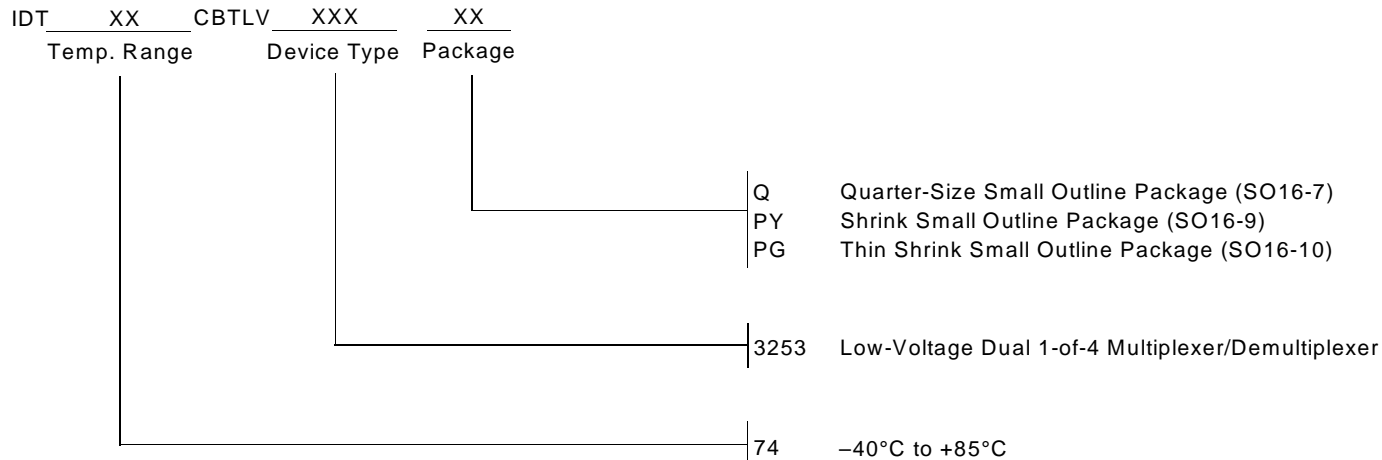 IDT XX CBTLV XXX XX
Temp. Range Device Type Package
Q Quarter-Size Small Outline Package (SO16-7)
PY Shrink Small Outline Package (SO16-9)
PG Thin Shrink Small Outline Package (SO16-10)
3253 Low-Voltage Dual 1-of-4 Multiplexer/Demultiplexer
74 –40°C to +85°C